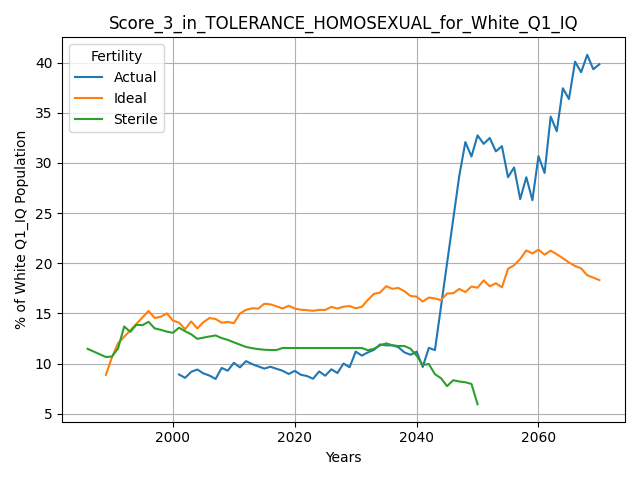 Score_3_in_TOLERANCE_HOMOSEXUAL_for_White_Q1_IQ
Fertility
Actual
Ideal
Sterile
% of White Q1_IQ Population
40
35
30
25
20
15
10
5
2000
2020
2040
2060
Years